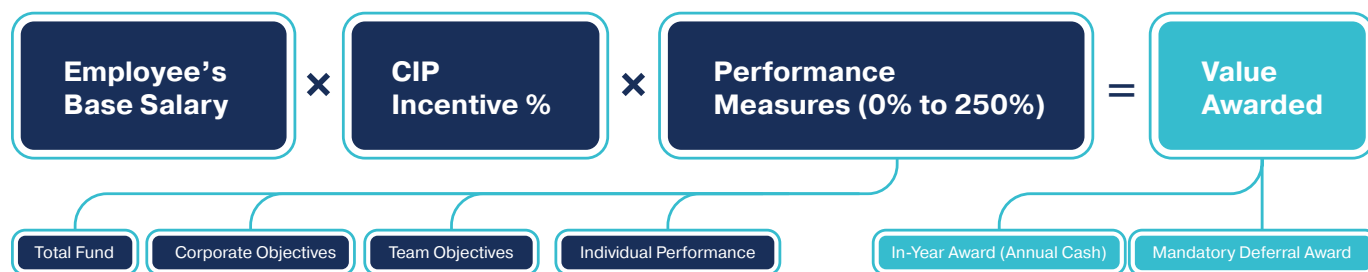 Employee's
Base Salary
×
CIP
Incentive %
×
Performance
Measures (0% to 250%)
=
Value
Awarded
Total Fund
Corporate Objectives
Team Objectives
Individual Performance
In-Year Award (Annual Cash)
Mandatory Deferral Award